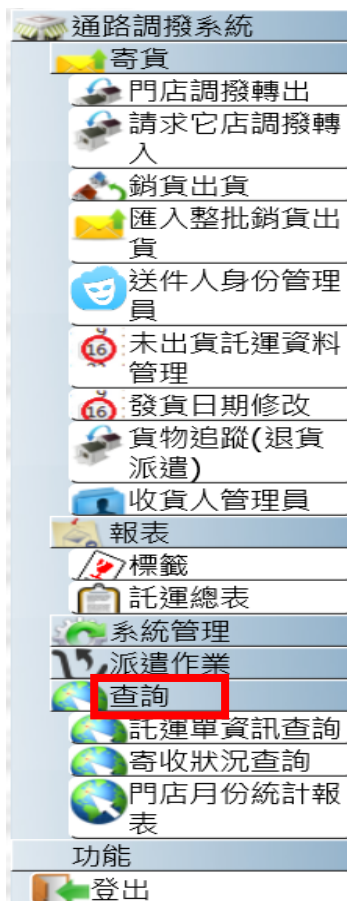 通路調撥系統
寄貨
門店調撥轉出
請求它店調撥轉
入
銷貨出貨
匯入整批銷貨出
貨
送件人身份管理
員
16
未出貨託運資料
管理
16
發貨日期修改
貨物追蹤(退貨
派遣)
收貨人管理員
報表
標籤
託運總表
系統管理
派遣作業
查詢
託運單資訊查詢
寄收狀況查詢
門店月份統計報
表
功能
登出